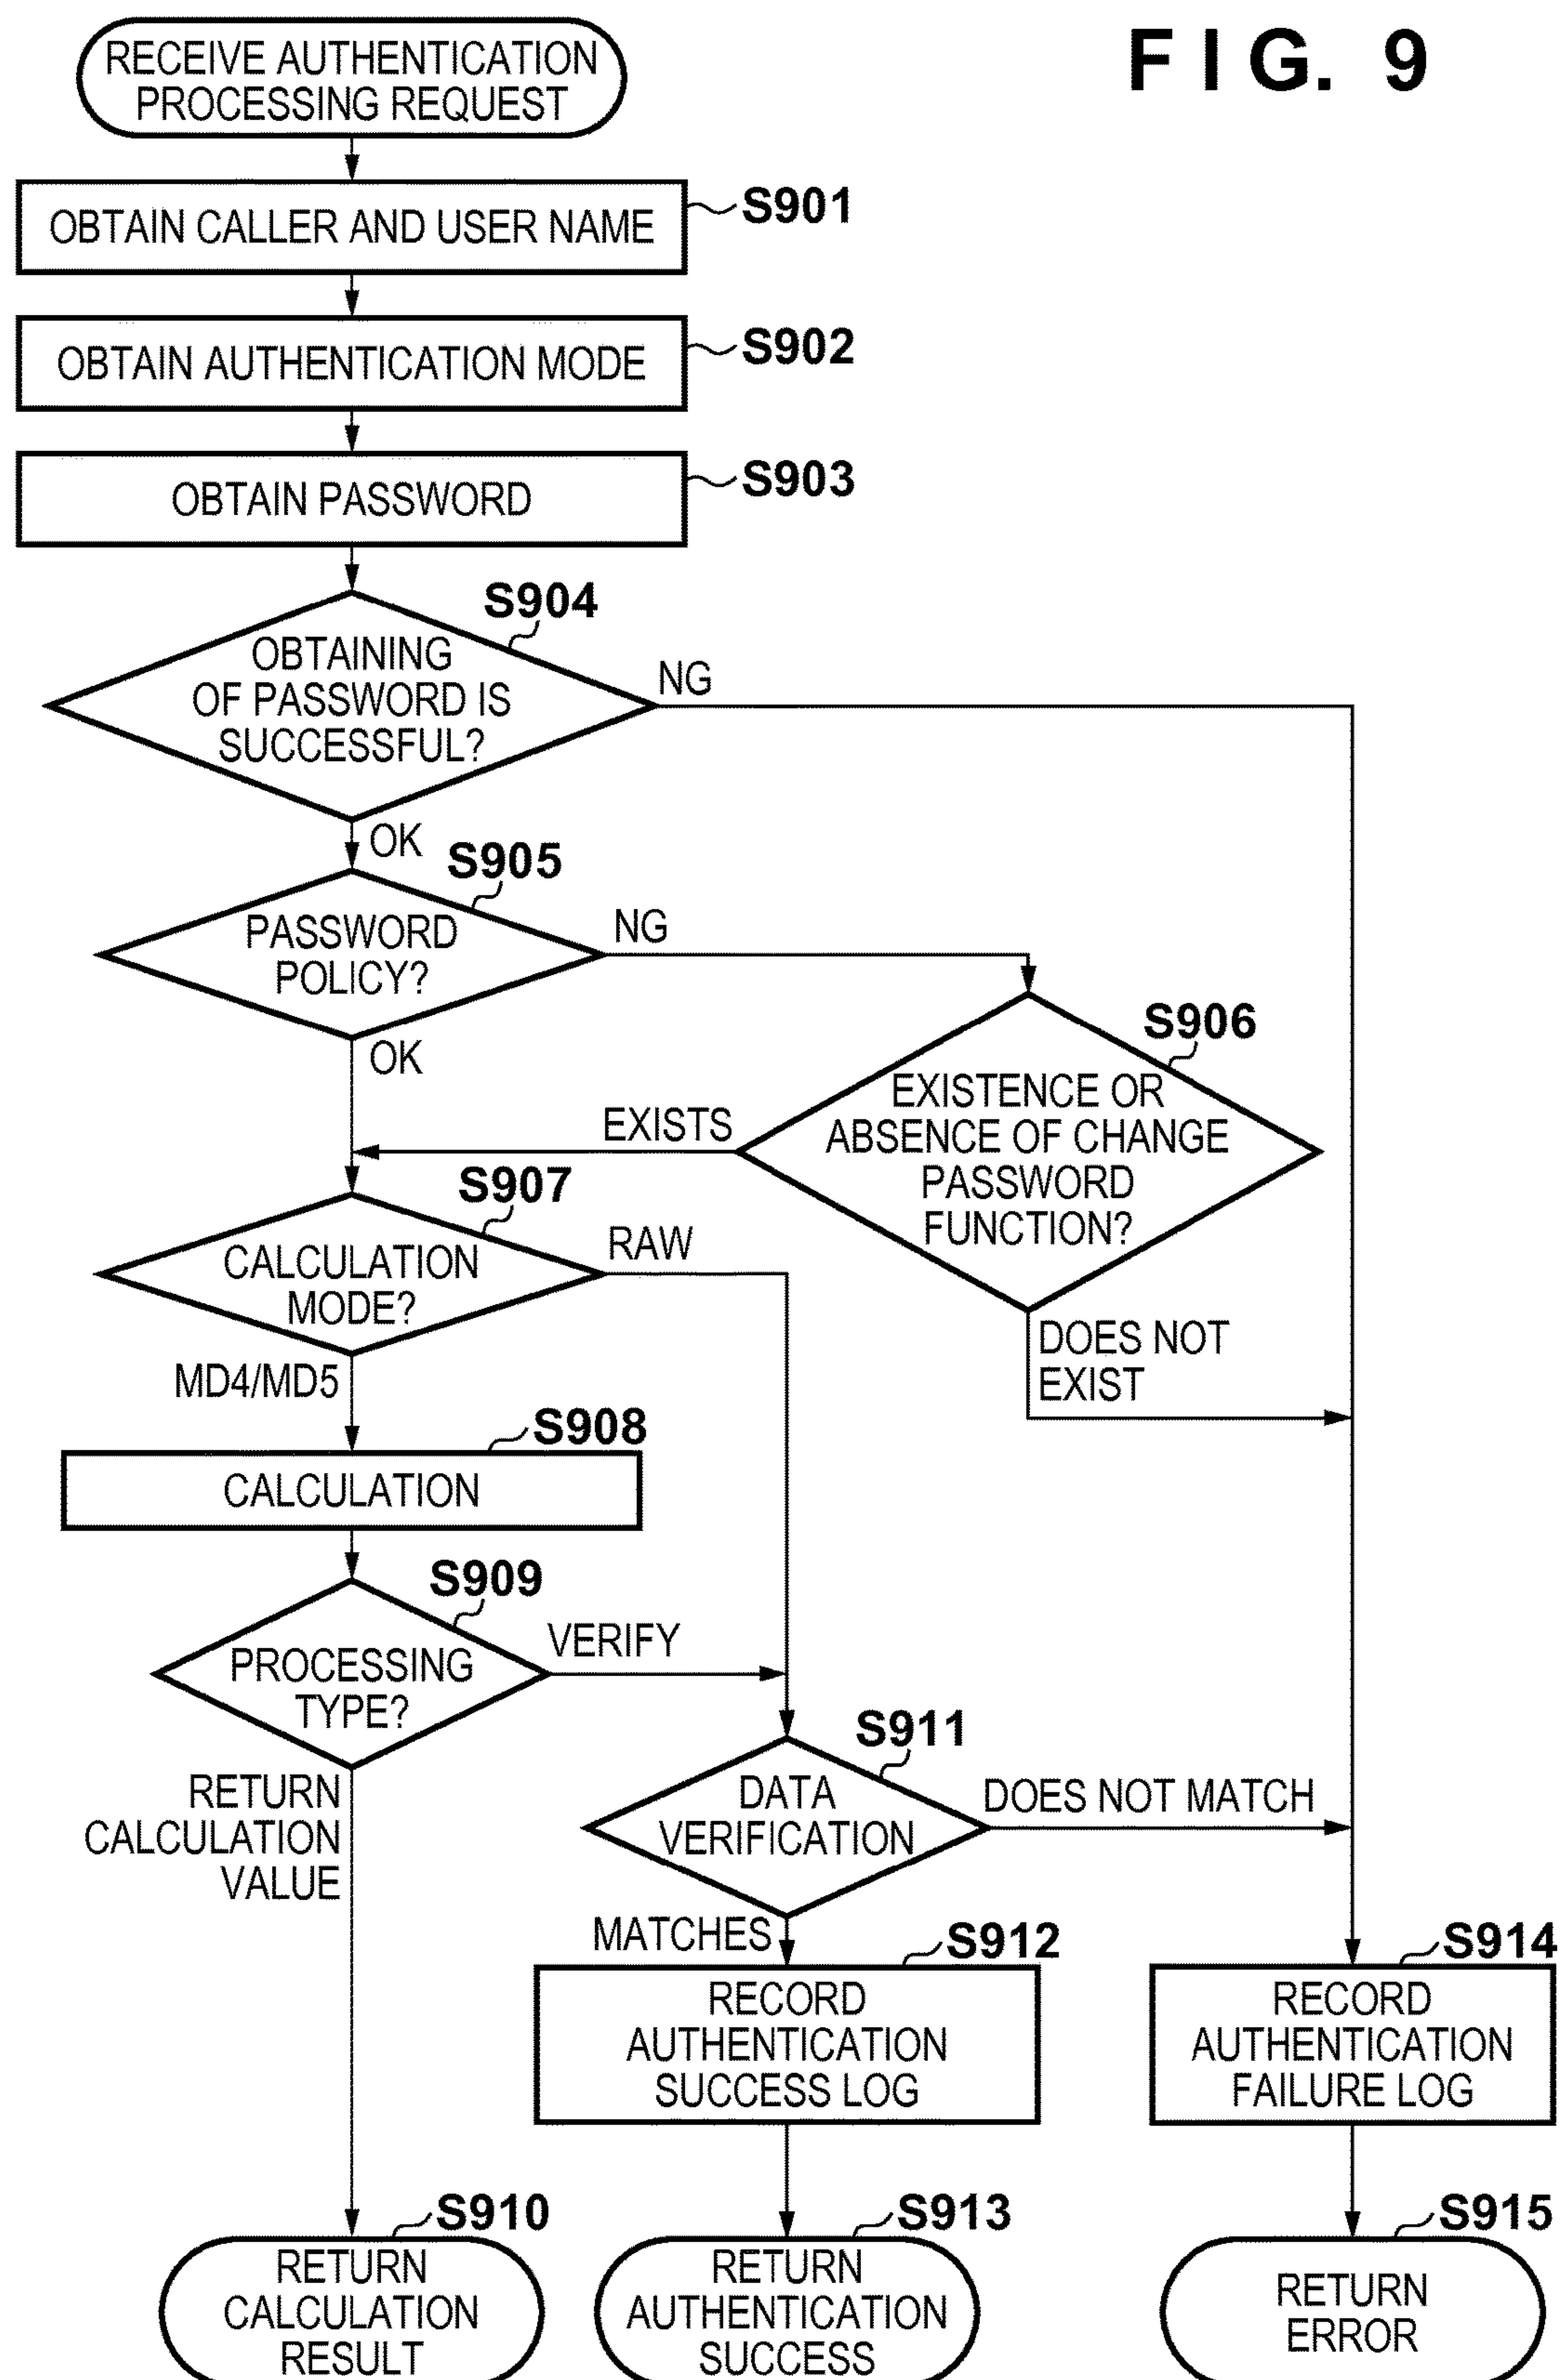 FIG. 9
RECEIVE AUTHENTICATION
PROCESSING REQUEST
OBTAIN CALLER AND USER NAME
S901
OBTAIN AUTHENTICATION MODE
S902
OBTAIN PASSWORD
S903
S904
OBTAINING
OF PASSWORD IS
SUCCESSFUL?
NG
OK
S905
PASSWORD
POLICY?
NG
OK
S906
EXISTENCE OR
ABSENCE OF CHANGE
PASSWORD
FUNCTION?
EXISTS
DOES NOT
EXIST
S907
CALCULATION
MODE?
RAW
MD4/MD5
S908
CALCULATION
S909
PROCESSING
TYPE?
VERIFY
RETURN
CALCULATION
VALUE
S911
DATA
VERIFICATION
DOES NOT MATCH
MATCHES
S912
RECORD
AUTHENTICATION
SUCCESS LOG
S914
RECORD
AUTHENTICATION
FAILURE LOG
S910
RETURN
CALCULATION
RESULT
S913
RETURN
AUTHENTICATION
SUCCESS
S915
RETURN
ERROR